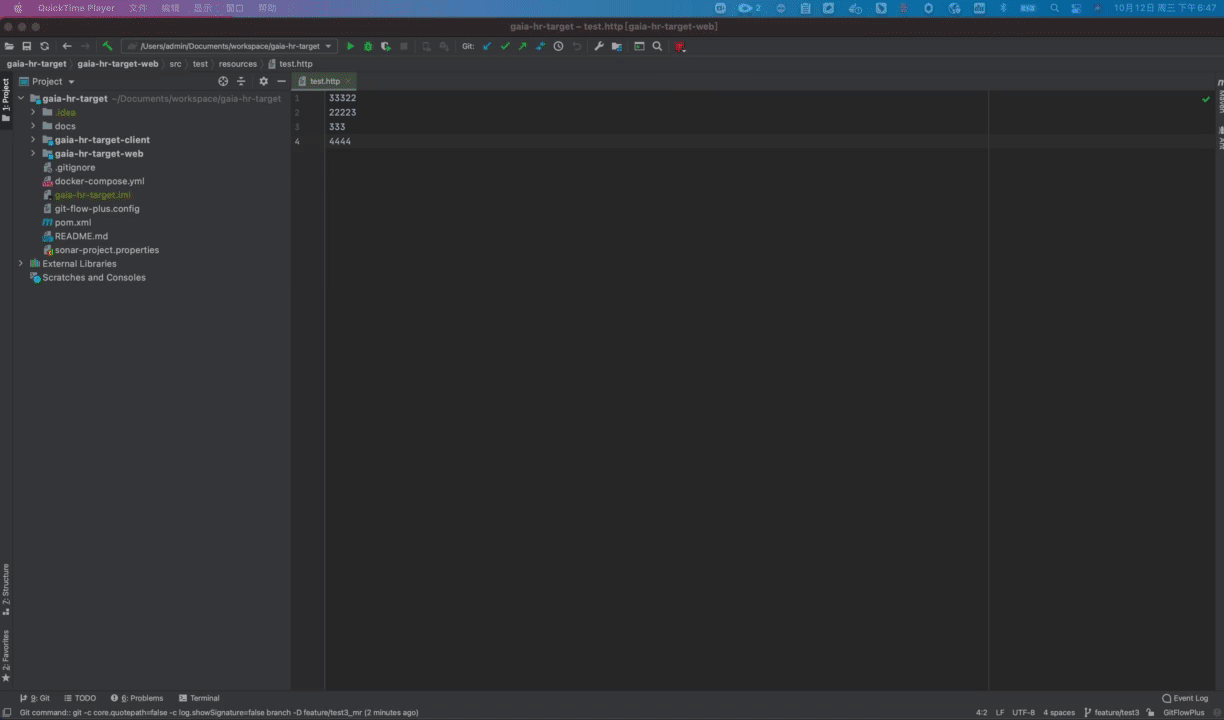 QuickTime Player 文件 编辑 显示 窗口 帮助 2 10月12日 周三 下午6:47
gaia-hr-target – test.http [gaia-hr-target-web]
/Users/admin/Documents/workspace/gaia-hr-target Git:
gaia-hr-target gaia-hr-target-web src test resources test.http
Project test.http
1: Project
gaia-hr-target ~/Documents/workspace/gaia-hr-target
.idea
docs
gaia-hr-target-client
gaia-hr-target-web
.gitignore
docker-compose.yml
gaia-hr-target.iml
git-flow-plus.config
pom.xml
README.md
sonar-project.properties
External Libraries
Scratches and Consoles
1 33322
2 22223
3 333
4 4444
Maven
Ant
7: Structure
2: Favorites
9: Git TODO 6: Problems Terminal Event Log
Git command:: git -c core.quotepath=false -c log.showSignature=false branch -D feature/test3_mr (2 minutes ago) 4:2 LF UTF-8 4 spaces feature/test3 GitFlowPlus